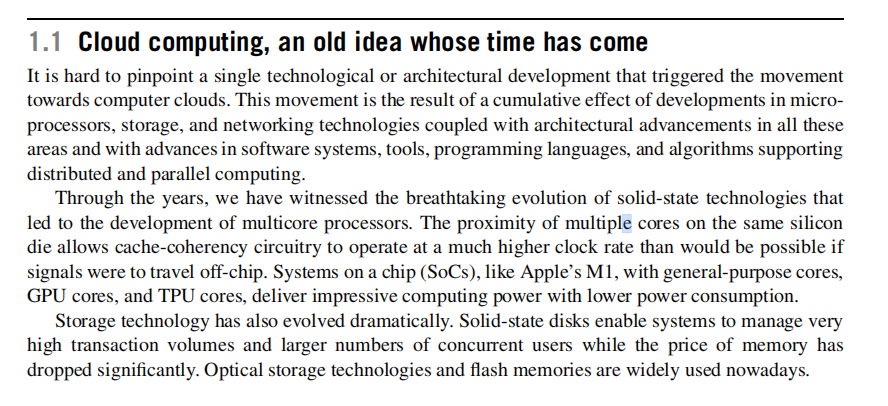 1.1 Cloud computing, an old idea whose time has come
It is hard to pinpoint a single technological or architectural development that triggered the movement
towards computer clouds. This movement is the result of a cumulative effect of developments in micro-
processors, storage, and networking technologies coupled with architectural advancements in all these
areas and with advances in software systems, tools, programming languages, and algorithms supporting
distributed and parallel computing.
Through the years, we have witnessed the breathtaking evolution of solid-state technologies that
led to the development of multicore processors. The proximity of multiple cores on the same silicon
die allows cache-coherency circuitry to operate at a much higher clock rate than would be possible if
signals were to travel off-chip. Systems on a chip (SoCs), like Apple's M1, with general-purpose cores,
GPU cores, and TPU cores, deliver impressive computing power with lower power consumption.
Storage technology has also evolved dramatically. Solid-state disks enable systems to manage very
high transaction volumes and larger numbers of concurrent users while the price of memory has
dropped significantly. Optical storage technologies and flash memories are widely used nowadays.